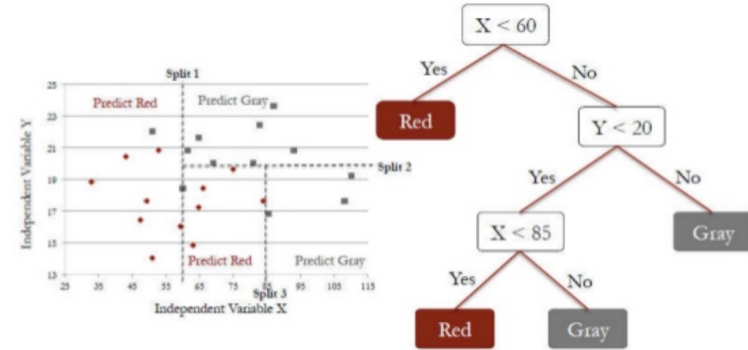 Split 1
25
23
21
19
17
15
13
Independent Variable Y
Predict Red
Predict Gray
Split 2
Predict Red
Predict Gray
25 35 45 55 65 75 85 95 105 115
Split 3
Independent Variable X
X < 60
Yes
No
Red
Y < 20
Yes
No
X < 85
Gray
Yes
No
Red
Gray